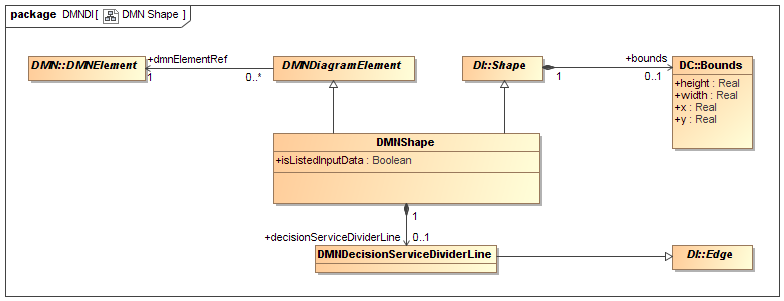 package DMNDI[ DMN Shape ]
DMN::DMNElement
+dmnElementRef
1
0..*
DMNDiagramElement
DI::Shape
+bounds
1
0..1
DC::Bounds
+height : Real
+width : Real
+x : Real
+y : Real
DMNShape
+isListedInputData : Boolean
1
+decisionServiceDividerLine
0..1
DMNDecisionServiceDividerLine
DI::Edge